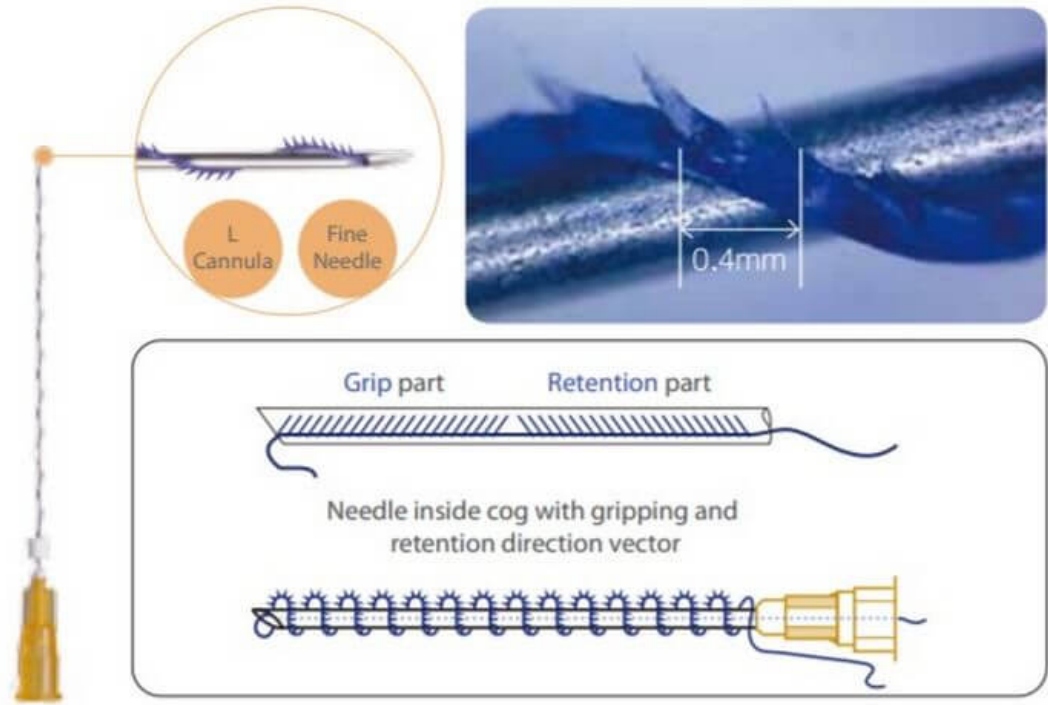 L
Cannula
Fine
Needle
0.4mm
Grip part
Retention part
Needle inside cog with gripping and
retention direction vector